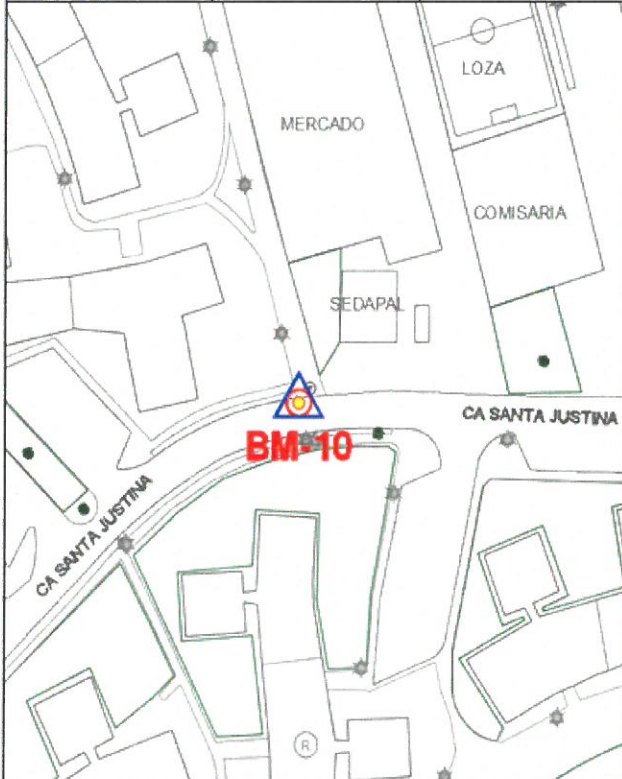 LOZA
MERCADO
COMISARIA
SEDAPAL
CA SANTA JUSTINA
BM-10
CA SANTA JUSTINA
R